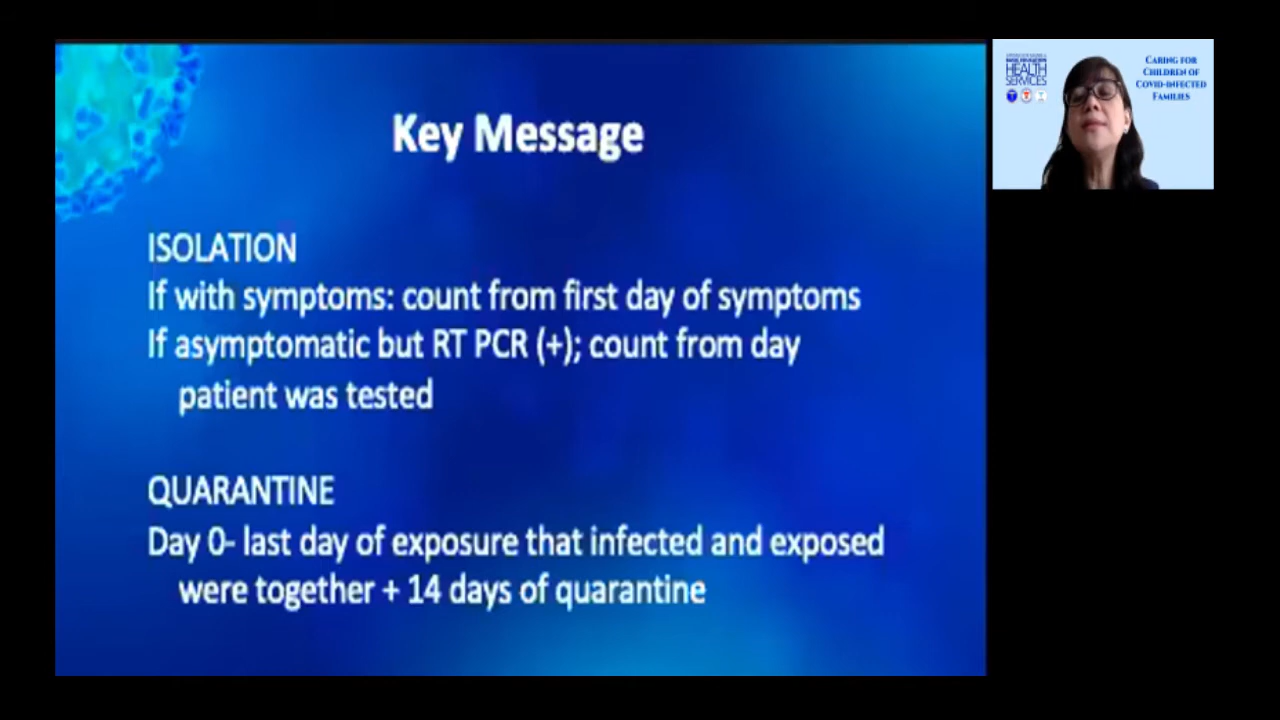 Key Message
ISOLATION
If with symptoms: count from first day of symptoms
If asymptomatic but RT PCR (+); count from day
patient was tested
QUARANTINE
Day 0- last day of exposure that infected and exposed
were together + 14 days of quarantine
HEALTH
SERVICES
CARING FOR
CHILDREN OF
COVID-INFECTED
FAMILIES